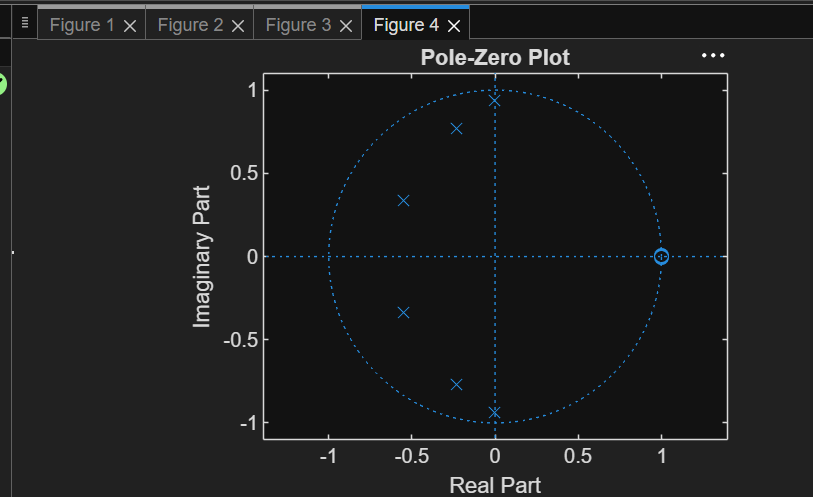 Figure 1 Figure 2 Figure 3 Figure 4
Pole-Zero Plot
1
0.5
0
-0.5
-1
Imaginary Part
-1 -0.5 0 0.5 1
Real Part